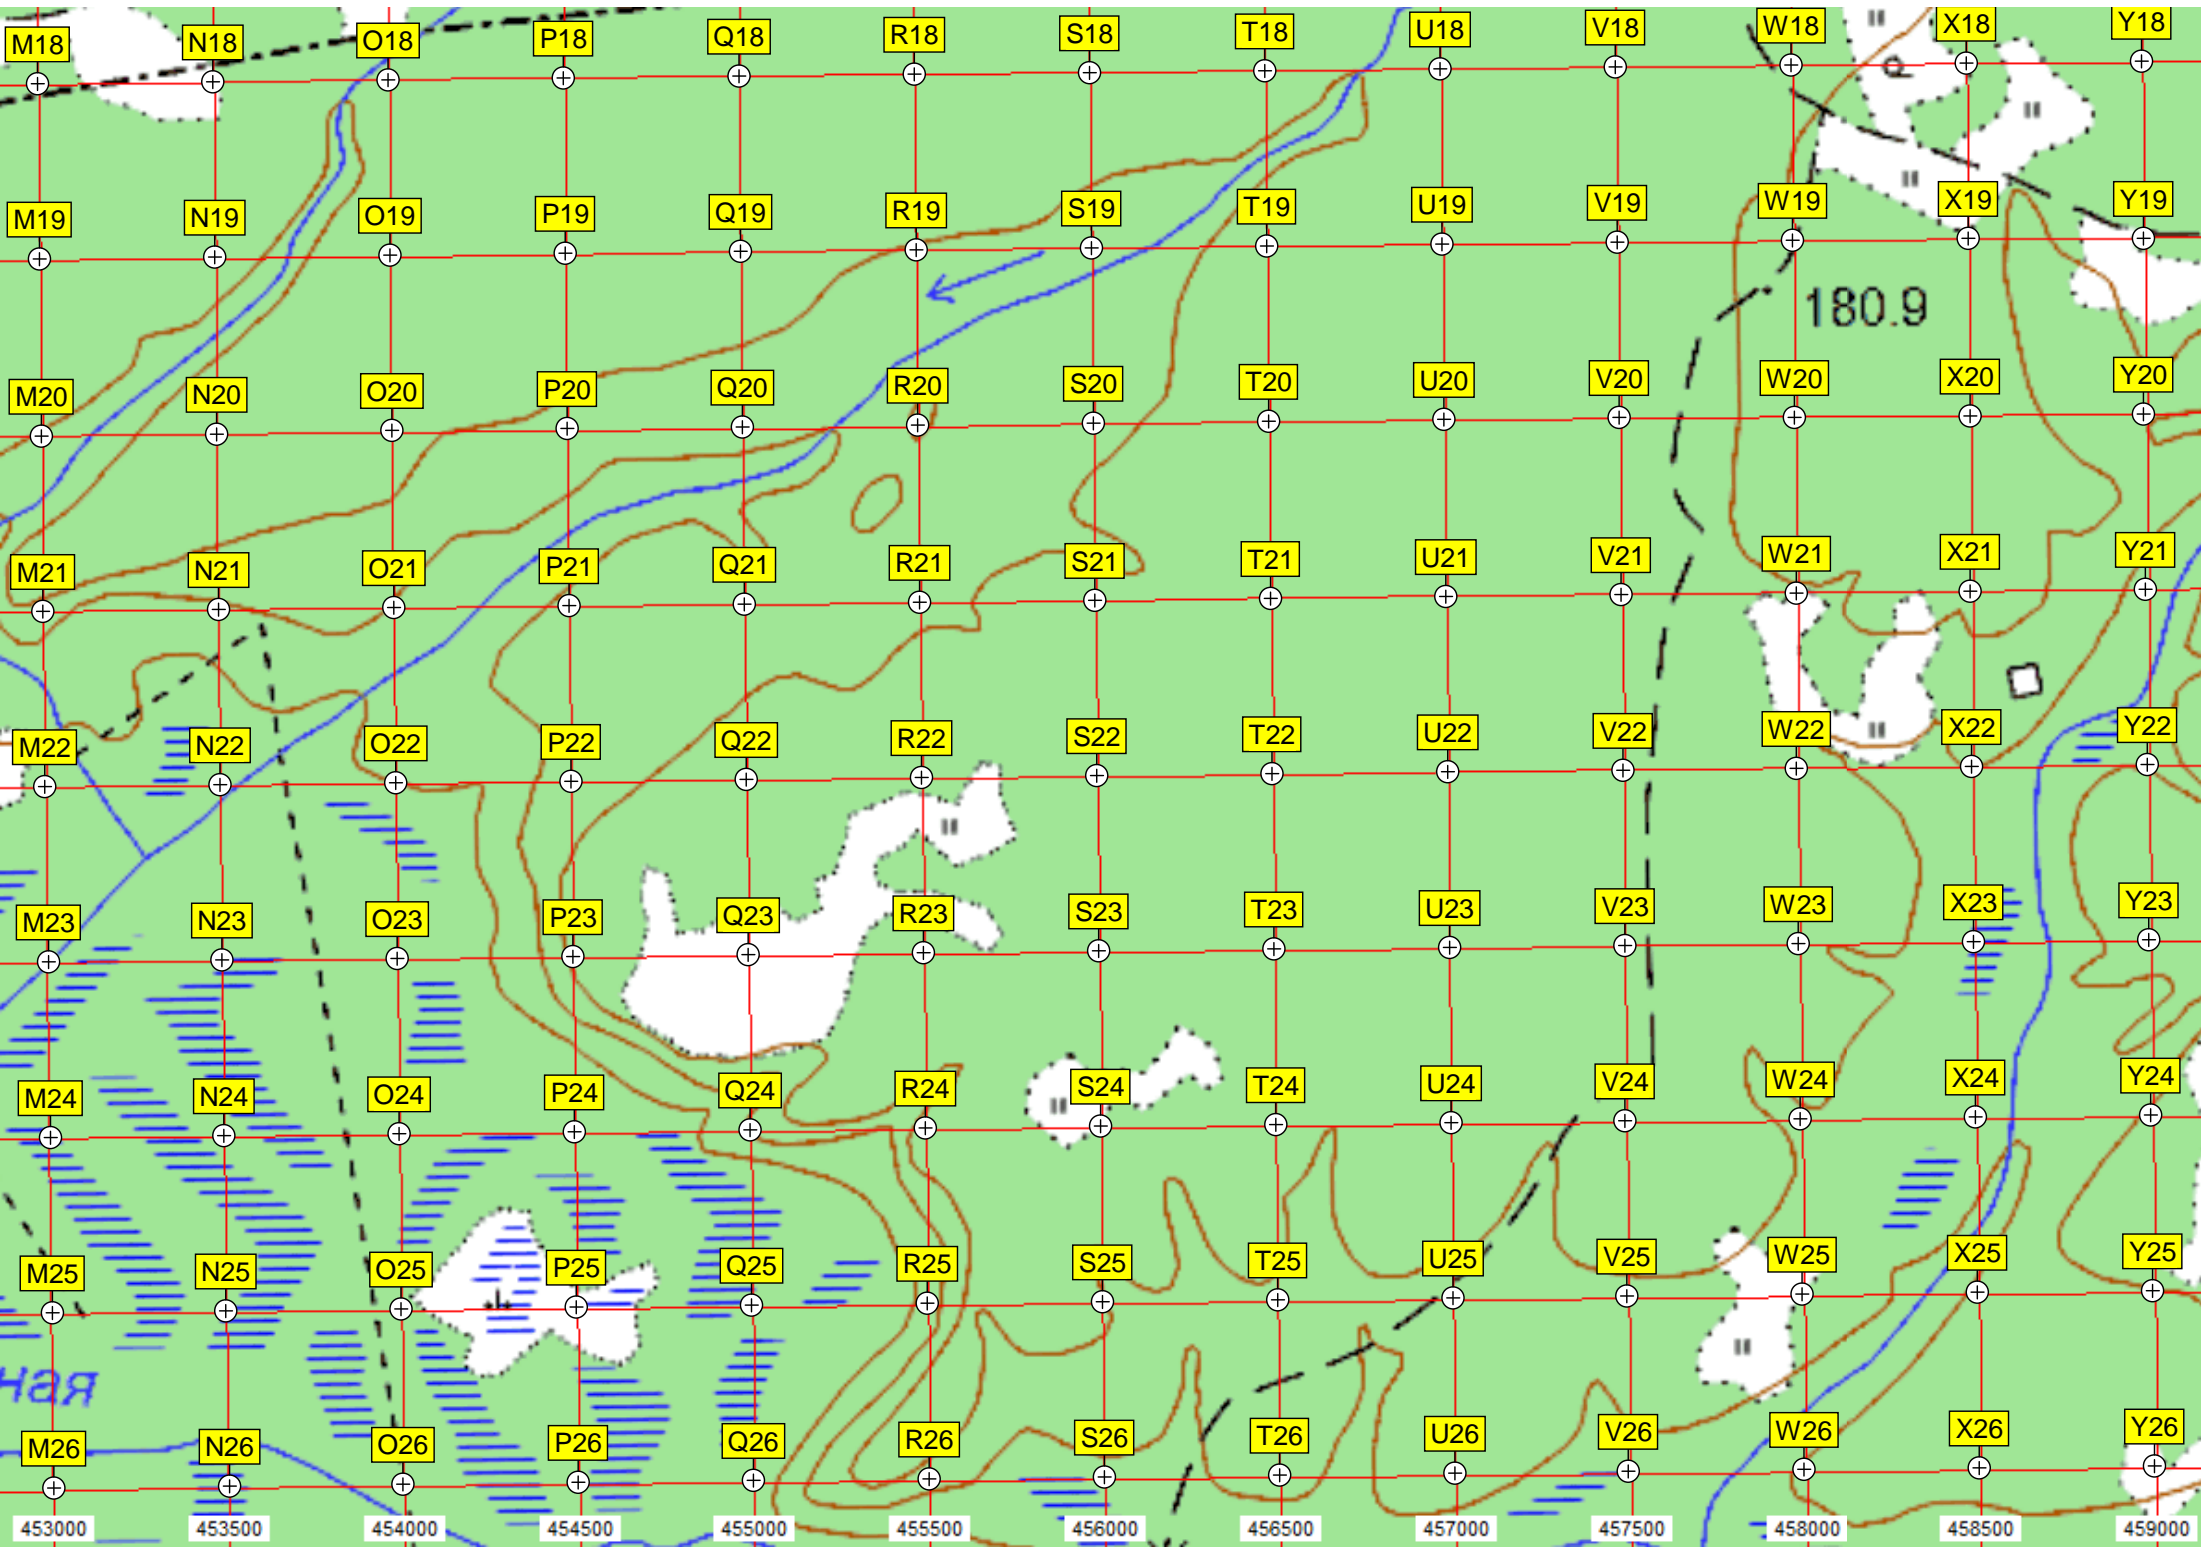 M18 N18 O18 P18 Q18 R18 S18 T18 U18 V18 W18 X18 Y18
M19 N19 O19 P19 Q19 R19 S19 T19 U19 V19 W19 X19 Y19
180.9
M20 N20 O20 P20 Q20 R20 S20 T20 U20 V20 W20 X20 Y20
M21 N21 O21 P21 Q21 R21 S21 T21 U21 V21 W21 X21 Y21
M22 N22 O22 P22 Q22 R22 S22 T22 U22 V22 W22 X22 Y22
M23 N23 O23 P23 Q23 R23 S23 T23 U23 V23 W23 X23 Y23
M24 N24 O24 P24 Q24 R24 S24 T24 U24 V24 W24 X24 Y24
M25 N25 O25 P25 Q25 R25 S25 T25 U25 V25 W25 X25 Y25
ная
M26 N26 O26 P26 Q26 R26 S26 T26 U26 V26 W26 X26 Y26
453000 453500 454000 454500 455000 455500 456000 456500 457000 457500 458000 458500 459000